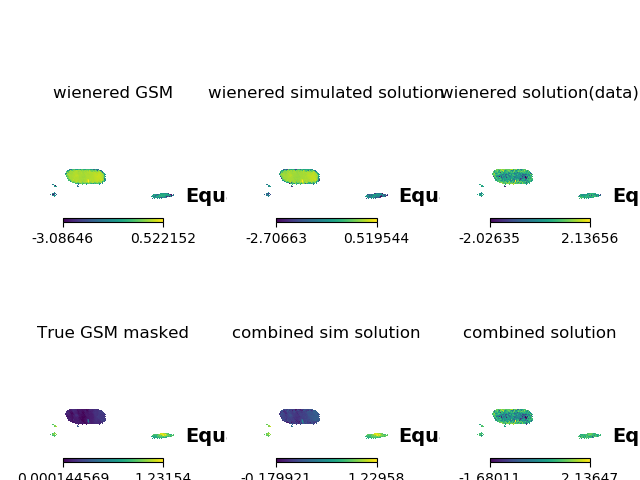 wienered GSM
wienered simulated solution
wienered solution(data)
Equ
Equ
Eq
-3.08646 0.522152
-2.70663 0.519544
-2.02635 2.13656
True GSM masked
combined sim solution
combined solution
Equ
Equ
Eq
0.000144569 1.23154
-0.179921 1.22958
-1.68011 2.13647